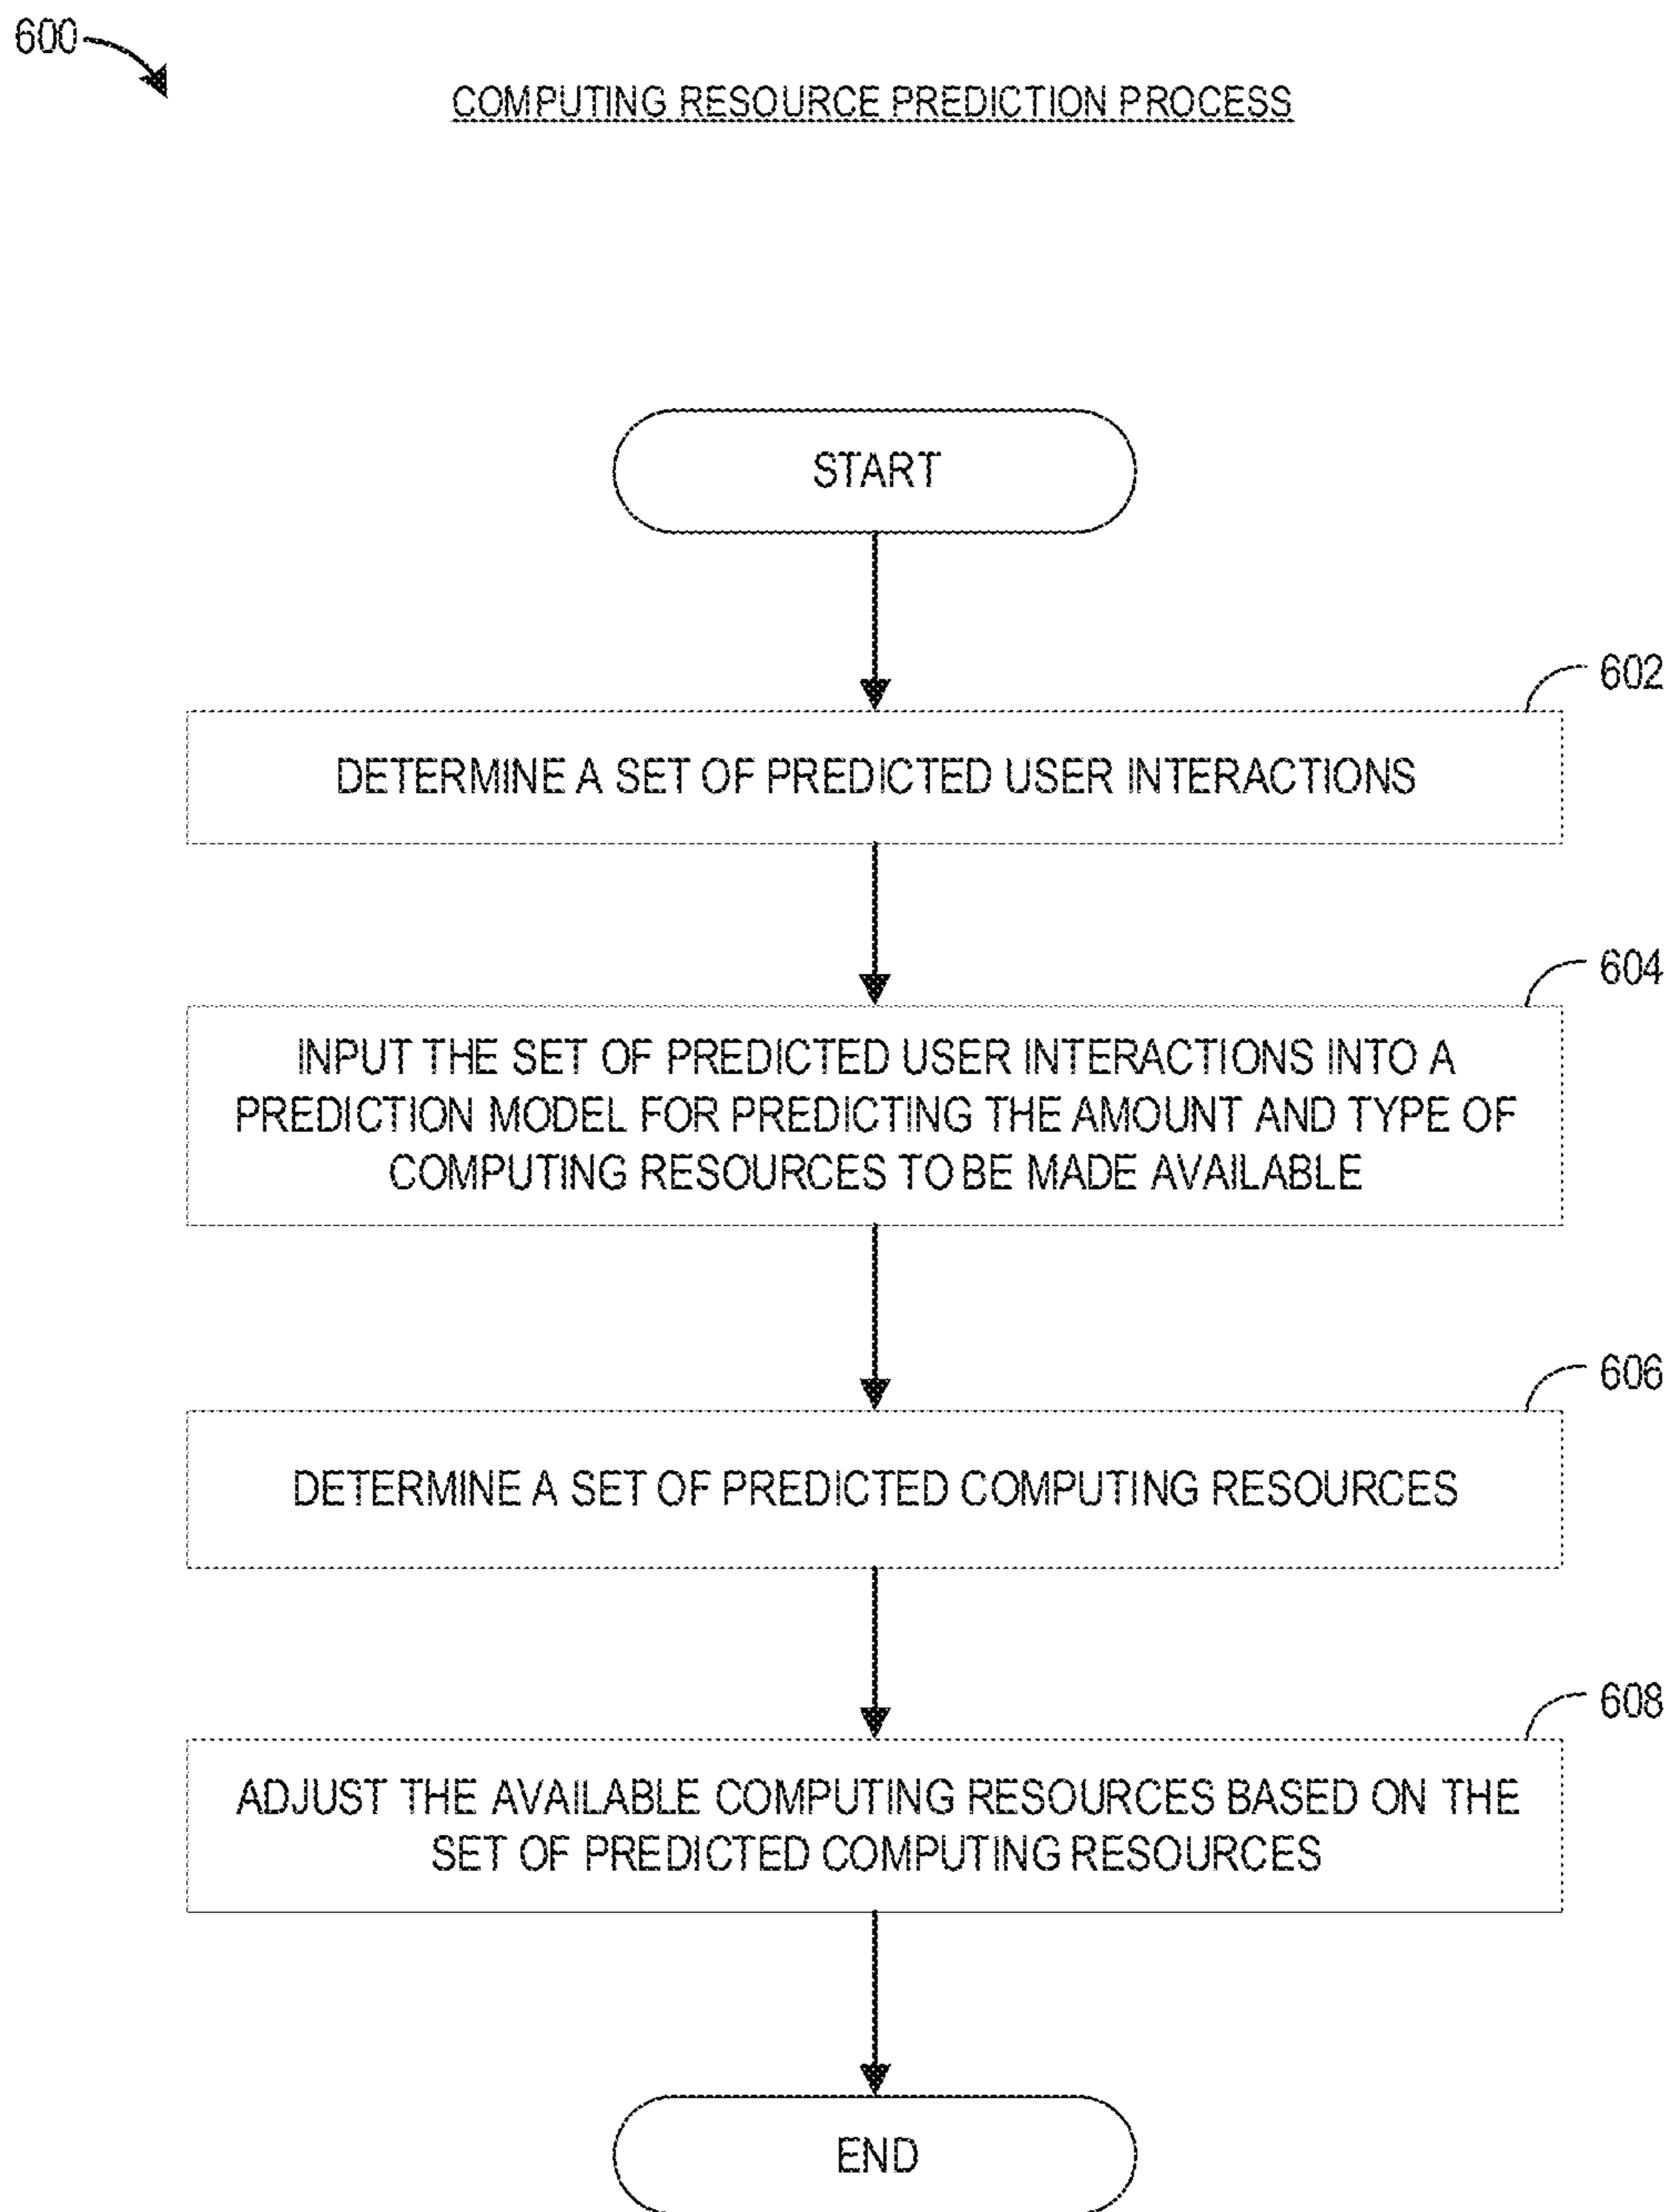 600
COMPUTING RESOURCE PREDICTION PROCESS
START
602
DETERMINE A SET OF PREDICTED USER INTERACTIONS
604
INPUT THE SET OF PREDICTED USER INTERACTIONS INTO A
PREDICTION MODEL FOR PREDICTING THE AMOUNT AND TYPE OF
COMPUTING RESOURCES TO BE MADE AVAILABLE
606
DETERMINE A SET OF PREDICTED COMPUTING RESOURCES
608
ADJUST THE AVAILABLE COMPUTING RESOURCES BASED ON THE
SET OF PREDICTED COMPUTING RESOURCES
END